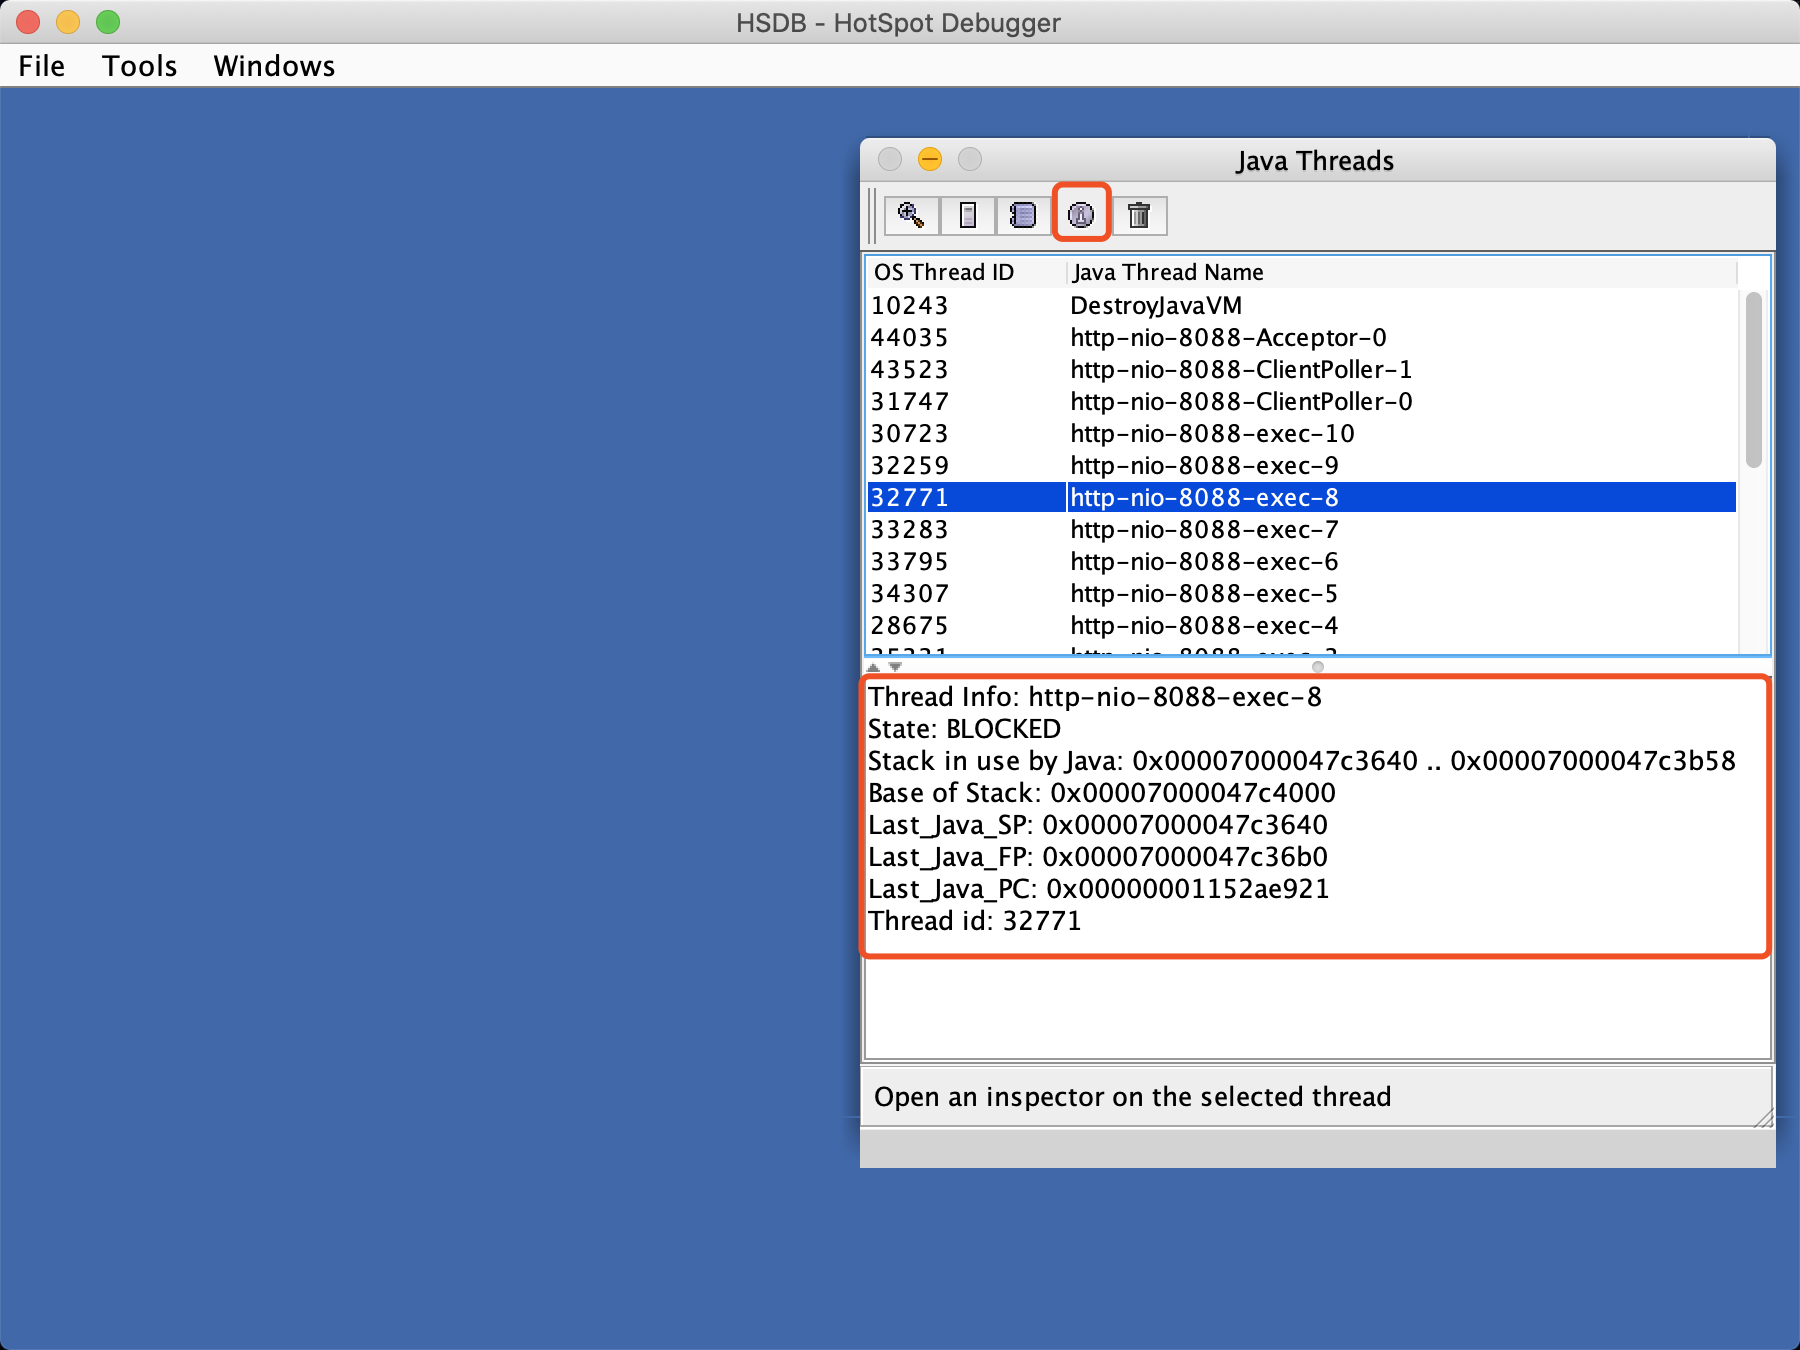 HSDB - HotSpot Debugger
File Tools Windows
Java Threads
OS Thread ID Java Thread Name
10243 DestroyJavaVM
44035 http-nio-8088-Acceptor-0
43523 http-nio-8088-ClientPoller-1
31747 http-nio-8088-ClientPoller-0
30723 http-nio-8088-exec-10
32259 http-nio-8088-exec-9
32771 http-nio-8088-exec-8
33283 http-nio-8088-exec-7
33795 http-nio-8088-exec-6
34307 http-nio-8088-exec-5
28675 http-nio-8088-exec-4
Thread Info: http-nio-8088-exec-8
State: BLOCKED
Stack in use by Java: 0x00007000047c3640 .. 0x00007000047c3b58
Base of Stack: 0x00007000047c4000
Last_Java_SP: 0x00007000047c3640
Last_Java_FP: 0x00007000047c36b0
Last_Java_PC: 0x00000001152ae921
Thread id: 32771
Open an inspector on the selected thread